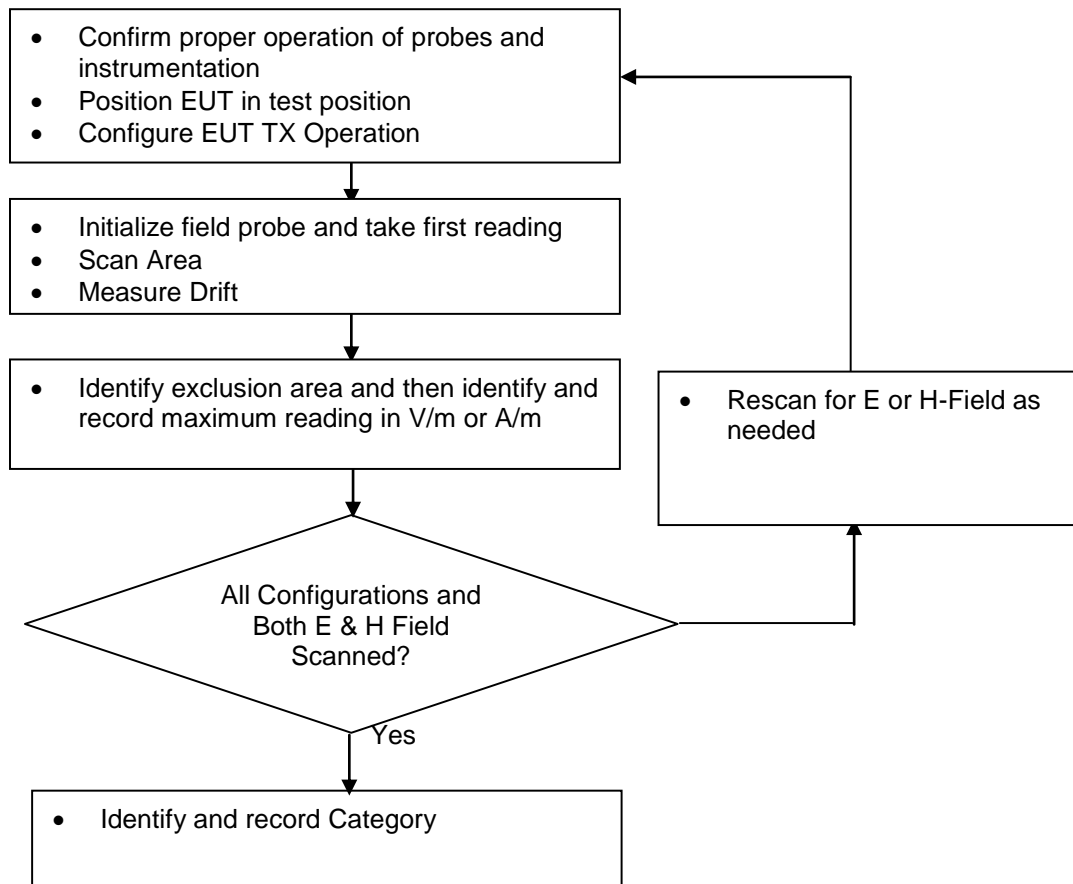 • Confirm proper operation of probes and
instrumentation
• Position EUT in test position
• Configure EUT TX Operation
• Initialize field probe and take first reading
• Scan Area
• Measure Drift
• Identify exclusion area and then identify and
record maximum reading in V/m or A/m
• Rescan for E or H-Field as
needed
All Configurations and
Both E & H Field
Scanned?
Yes
• Identify and record Category